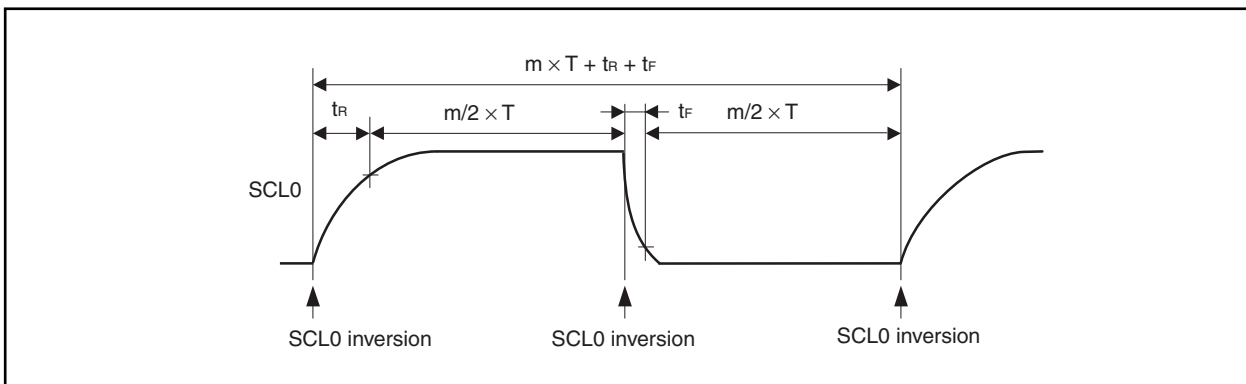 m × T + tR + tF
tR
m/2 × T
tF
m/2 × T
SCL0
SCL0 inversion
SCL0 inversion
SCL0 inversion